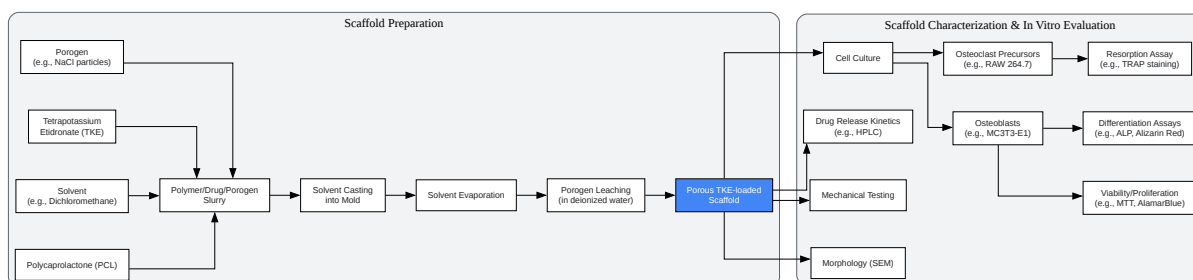 Scaffold Preparation
Porogen
(e.g., NaCl particles)
Tetrapotassium
Etidronate (TKE)
Solvent
(e.g., Dichloromethane)
Polycaprolactone (PCL)
Polymer/Drug/Porogen
Slurry
Solvent Casting
into Mold
Solvent Evaporation
Porogen Leaching
(in deionized water)
Porous TKE-loaded
Scaffold
Scaffold Characterization & In Vitro Evaluation
Cell Culture
Osteoclast Precursors
(e.g., RAW 264.7)
Resorption Assay
(e.g., TRAP staining)
Drug Release Kinetics
(e.g., HPLC)
Osteoblasts
(e.g., MC3T3-E1)
Differentiation Assays
(e.g., ALP, Alizarin Red)
Mechanical Testing
Viability/Proliferation
(e.g., MTT, AlamarBlue)
Morphology (SEM)